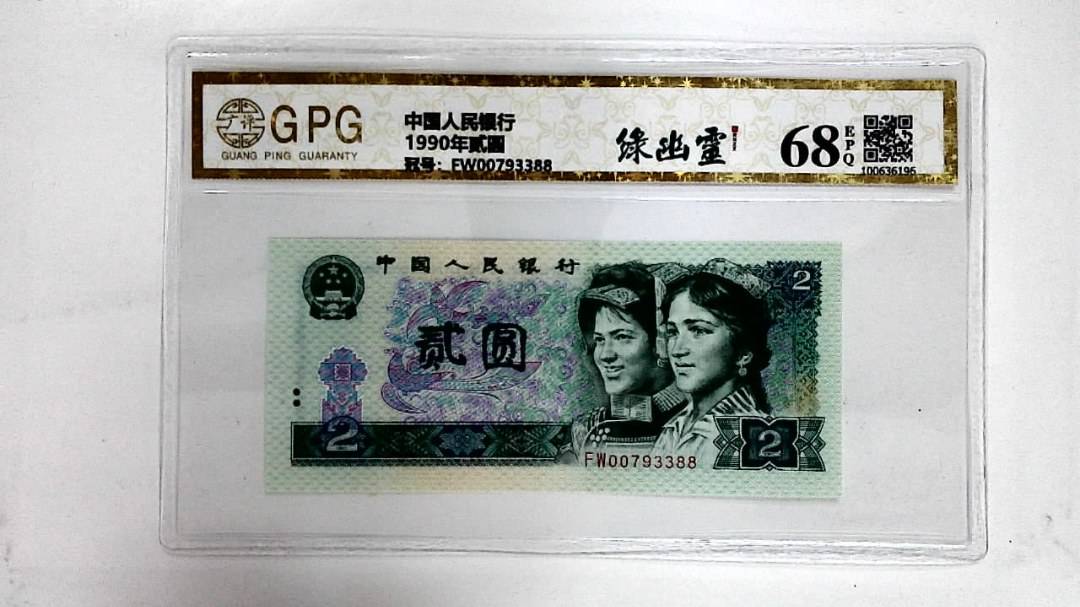 广评
GPG
GUANG PING GUARANTY
中国人民银行
1990年贰圆
冠号：FW00793388
绿幽灵
68
EPQ
100636196
中国人民银行
2
贰圆
2
FW00793388
2